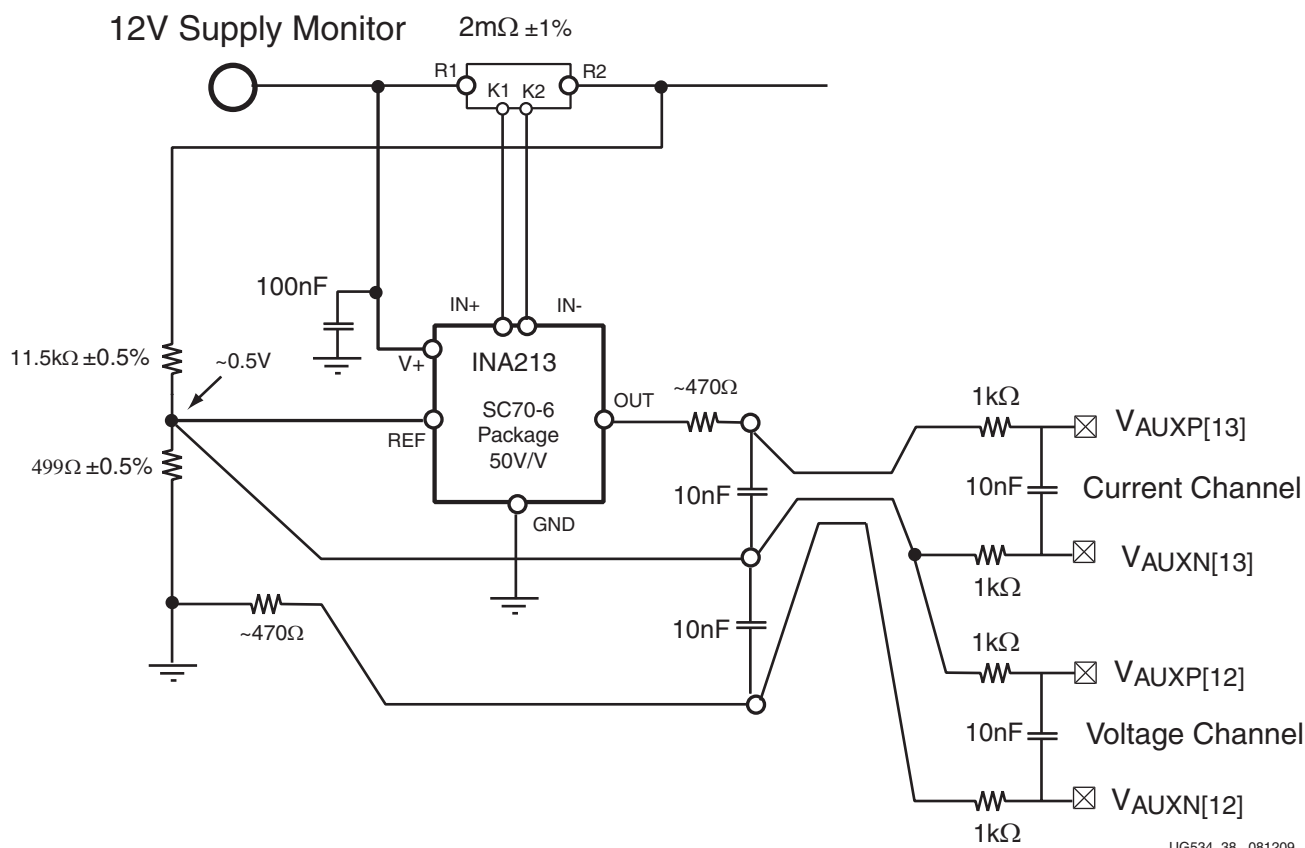 12V Supply Monitor
2mΩ ±1%
R1
R2
K1 K2
100nF
IN+
IN-
11.5kΩ ±0.5%
~0.5V
V+
INA213
~470Ω
1kΩ
SC70-6
Package
50V/V
OUT
VAUXP[13]
REF
499Ω ±0.5%
10nF
10nF
Current Channel
GND
VAUXN[13]
1kΩ
~470Ω
10nF
1kΩ
VAUXP[12]
10nF
Voltage Channel
VAUXN[12]
1kΩ
UG534_38_081209